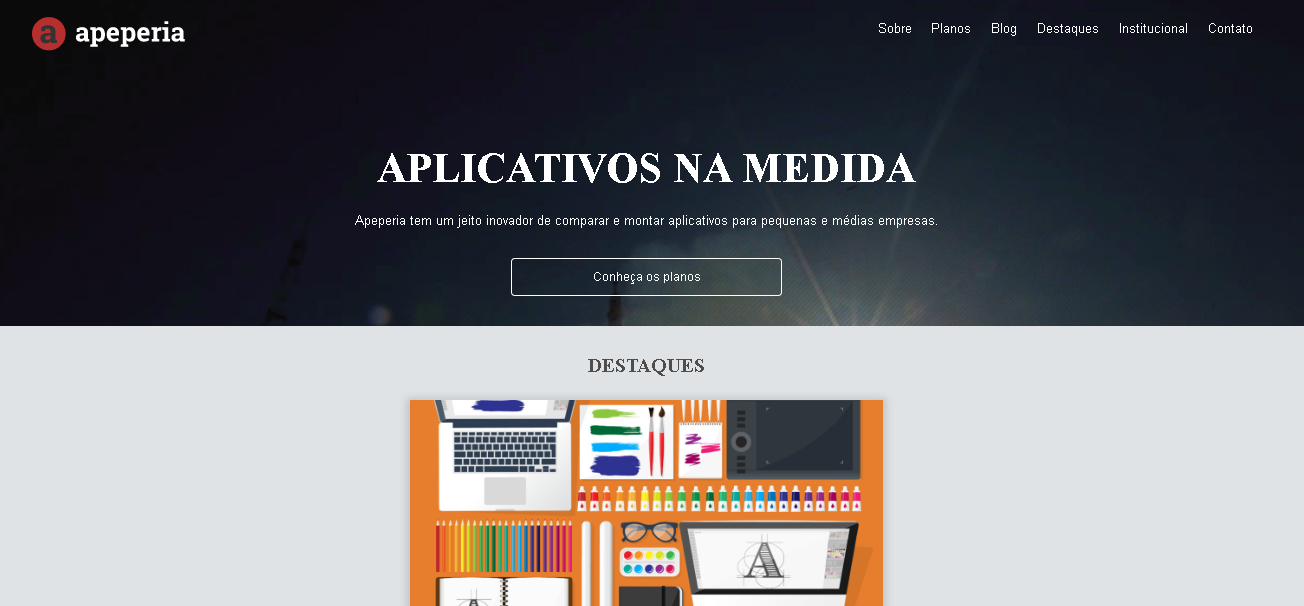 a apeperia
Sobre Planos Blog Destaques Institucional Contato
APLICATIVOS NA MEDIDA
Apeperia tem um jeito inovador de comparar e montar aplicativos para pequenas e médias empresas.
Conheça os planos
DESTAQUES
A
A